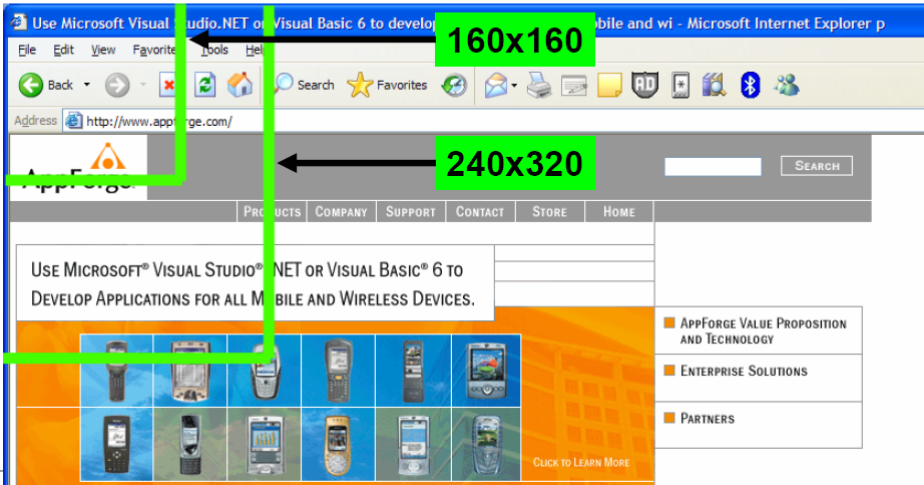 Use Microsoft Visual Studio.NET or Visual Basic 6 to develop bile and wi - Microsoft Internet Explorer p
160x160
File Edit View Favorite Tools Help
Back Search Favorites
Address http://www.appforge.com/
240x320
AppForge
SEARCH
PRODUCTS COMPANY SUPPORT CONTACT STORE HOME
USE MICROSOFT® VISUAL STUDIO® .NET OR VISUAL BASIC® 6 TO
DEVELOP APPLICATIONS FOR ALL MOBILE AND WIRELESS DEVICES.
APPFORGE VALUE PROPOSITION
AND TECHNOLOGY
ENTERPRISE SOLUTIONS
PARTNERS
CLICK TO LEARN MORE